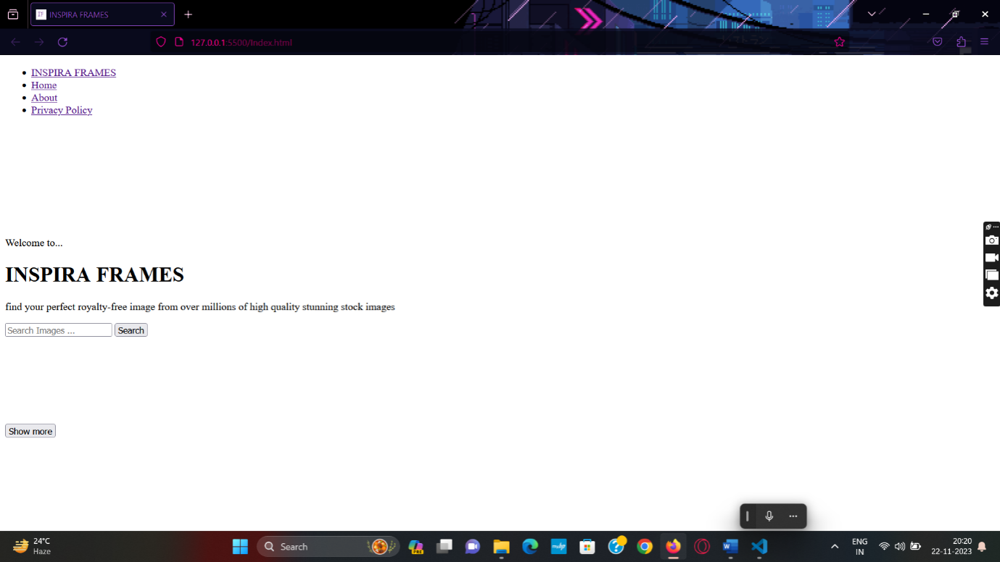 IF INSPIRA FRAMES
127.0.0.1:5500/index.html
INSPIRA FRAMES
Home
About
Privacy Policy
Welcome to...
INSPIRA FRAMES
find your perfect royalty-free image from over millions of high quality stunning stock images
Search Images ... Search
Show more
24°C
Haze
Search
PRE
ENG
IN
20:20
22-11-2023